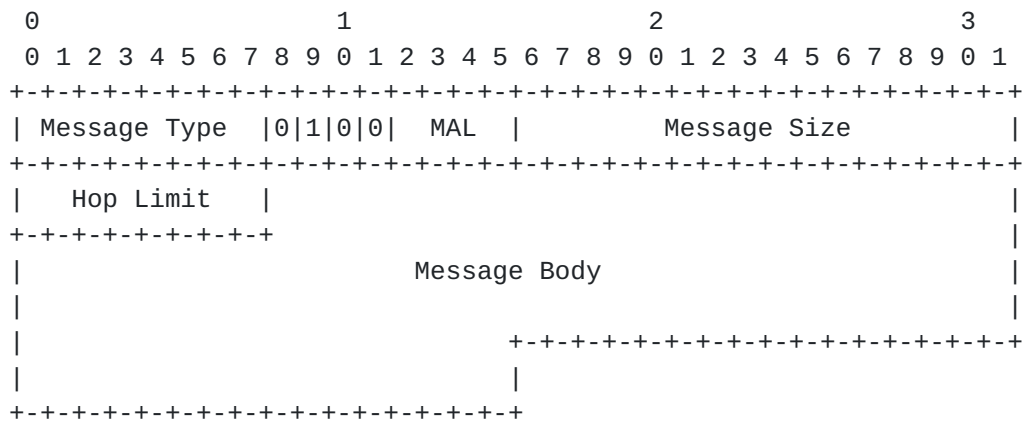 0                   1                   2                   3
 0 1 2 3 4 5 6 7 8 9 0 1 2 3 4 5 6 7 8 9 0 1 2 3 4 5 6 7 8 9 0 1
+-+-+-+-+-+-+-+-+-+-+-+-+-+-+-+-+-+-+-+-+-+-+-+-+-+-+-+-+-+-+-+-+
| Message Type  |0|1|0|0|  MAL  |         Message Size          |
+-+-+-+-+-+-+-+-+-+-+-+-+-+-+-+-+-+-+-+-+-+-+-+-+-+-+-+-+-+-+-+-+
|   Hop Limit   |                                               |
+-+-+-+-+-+-+-+-+                                               |
|                         Message Body                          |
|                                                               |
|                               +-+-+-+-+-+-+-+-+-+-+-+-+-+-+-+-+
|                               |
+-+-+-+-+-+-+-+-+-+-+-+-+-+-+-+-+